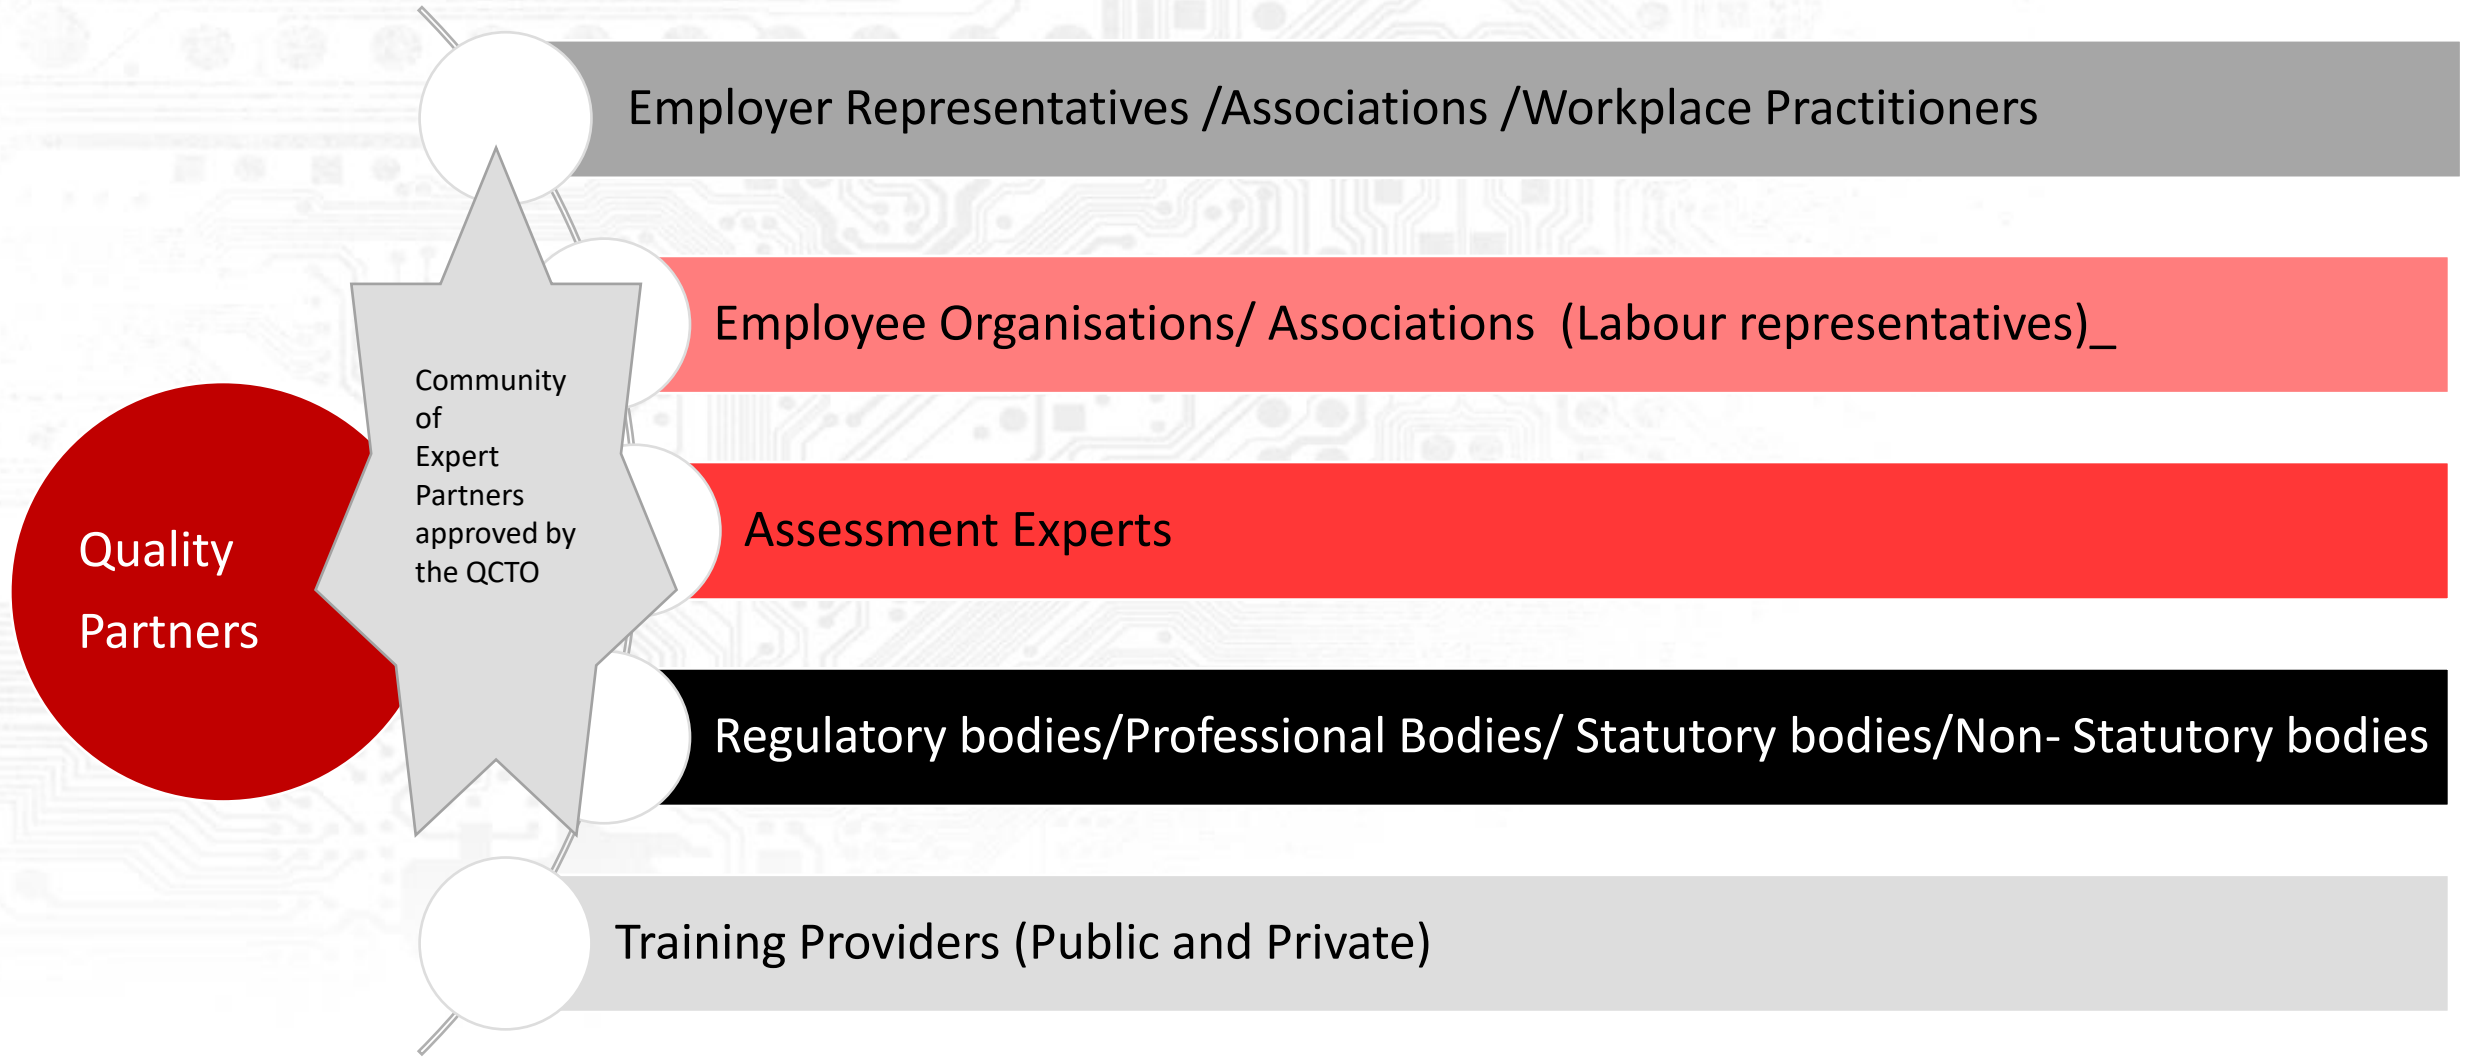 Employer Representatives /Associations /Workplace Practitioners
Employee Organisations/ Associations  (Labour representatives)_
Community
of
Expert
Partners
approved by
the QCTO
Quality
Partners
Assessment Experts
Regulatory bodies/Professional Bodies/ Statutory bodies/Non- Statutory bodies
Training Providers (Public and Private)